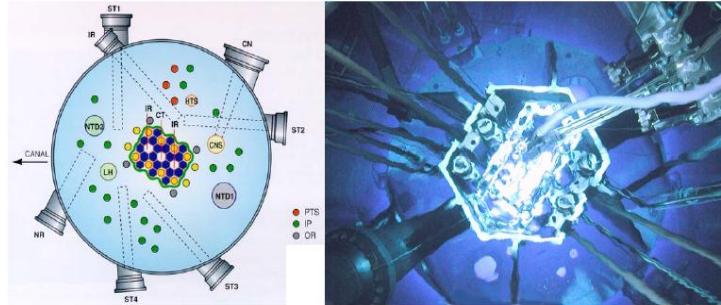 ST1
IR
CN
PTS
HTS
IR
CT
IR
NTD2
ST2
CNS
CANAL
LH
NTD1
NR
PTS
IP
OR
ST3
ST4